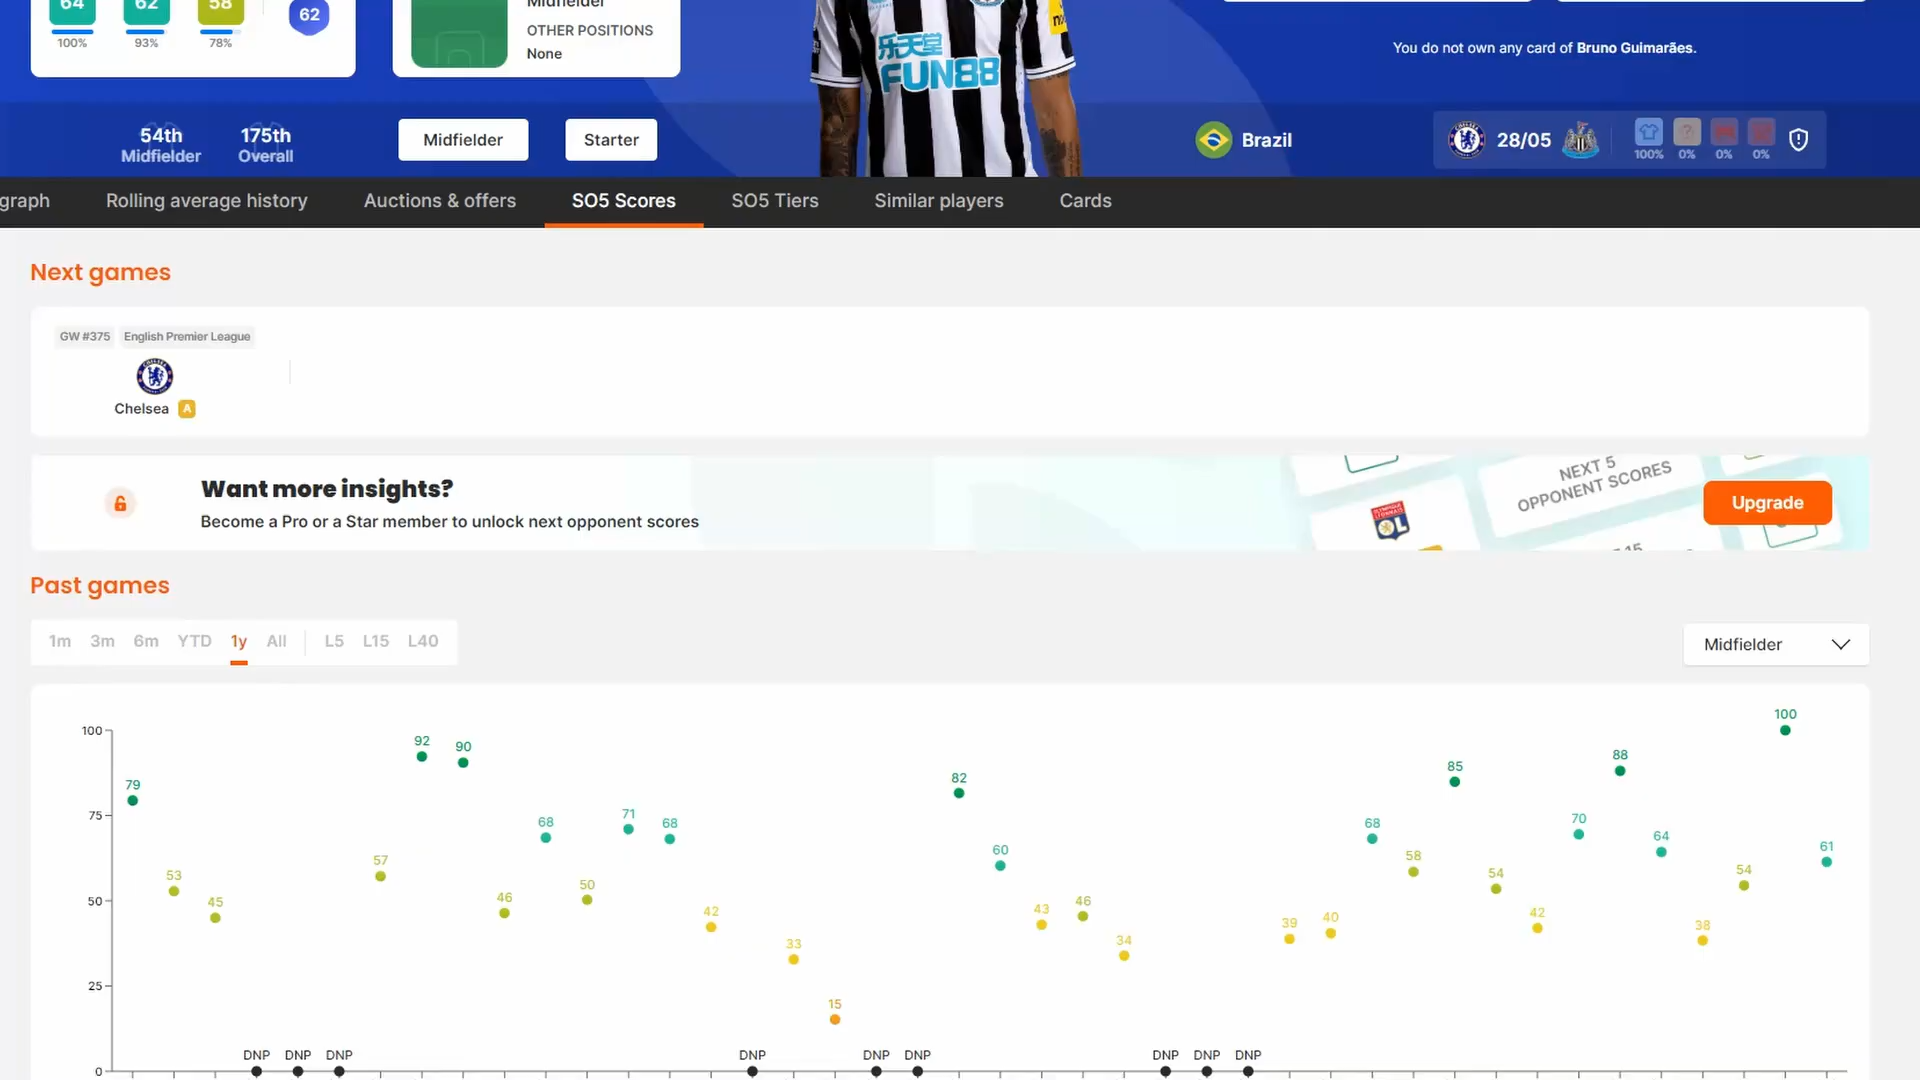 64 62 58 62
100% 93% 78%
Midfielder
OTHER POSITIONS
None
乐天堂
FUN88
You do not own any card of Bruno Guimarães.
54th 175th
Midfielder Overall
Midfielder Starter
Brazil
28/05
100% 0% 0% 0%
graph Rolling average history Auctions & offers SO5 Scores SO5 Tiers Similar players Cards
Next games
GW #375 English Premier League
Chelsea A
Want more insights?
Become a Pro or a Star member to unlock next opponent scores
NEXT 5
OPPONENT SCORES
OL
Upgrade
Past games
1m 3m 6m YTD 1y All L5 L15 L40
Midfielder
100
75
50
25
0
79 53 45 DNP DNP DNP 57 92 90 46 68 50 71 68 42 DNP 33 15 DNP DNP 82 60 43 46 34 DNP DNP DNP 39 40 68 58 85 54 42 70 88 64 38 54 100 61